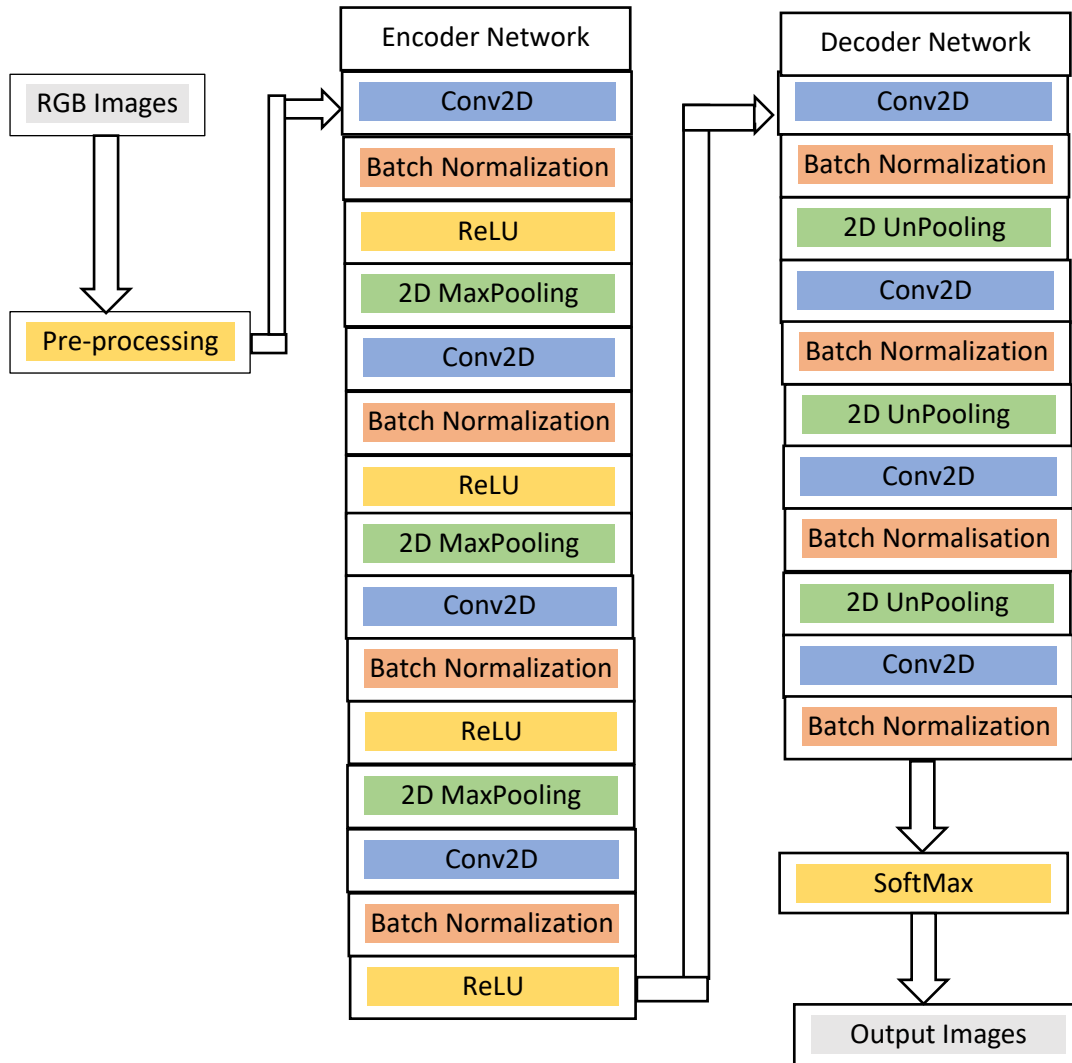 RGB Images
Pre-processing
Encoder Network
Conv2D
Batch Normalization
ReLU
2D MaxPooling
Conv2D
Batch Normalization
ReLU
2D MaxPooling
Conv2D
Batch Normalization
ReLU
2D MaxPooling
Conv2D
Batch Normalization
ReLU
Decoder Network
Conv2D
Batch Normalization
2D UnPooling
Conv2D
Batch Normalization
2D UnPooling
Conv2D
Batch Normalisation
2D UnPooling
Conv2D
Batch Normalization
SoftMax
Output Images